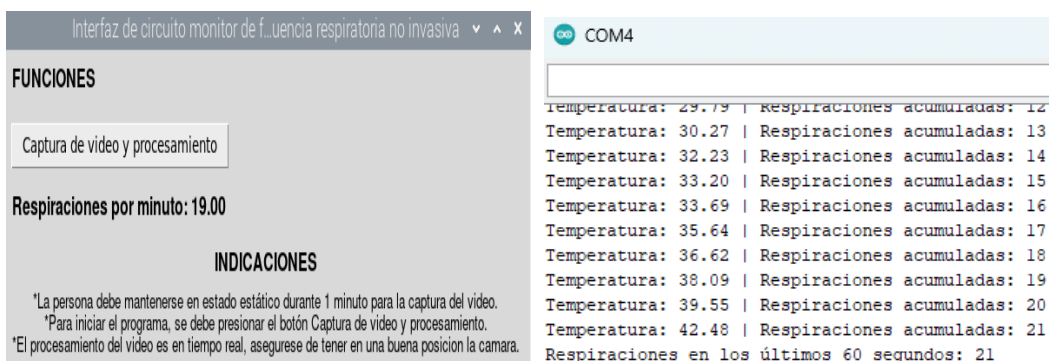 Interfaz de circuito monitor de f...uencia respiratoria no invasiva
FUNCIONES
Captura de video y procesamiento
Respiraciones por minuto: 19.00
INDICACIONES
*La persona debe mantenerse en estado estático durante 1 minuto para la captura del video.
*Para iniciar el programa, se debe presionar el botón Captura de video y procesamiento.
*El procesamiento del video es en tiempo real, asegurese de tener en una buena posicion la camara.
COM4
Temperatura: 29.79 | Respiraciones acumuladas: 12
Temperatura: 30.27 | Respiraciones acumuladas: 13
Temperatura: 32.23 | Respiraciones acumuladas: 14
Temperatura: 33.20 | Respiraciones acumuladas: 15
Temperatura: 33.69 | Respiraciones acumuladas: 16
Temperatura: 35.64 | Respiraciones acumuladas: 17
Temperatura: 36.62 | Respiraciones acumuladas: 18
Temperatura: 38.09 | Respiraciones acumuladas: 19
Temperatura: 39.55 | Respiraciones acumuladas: 20
Temperatura: 42.48 | Respiraciones acumuladas: 21
Respiraciones en los últimos 60 segundos: 21